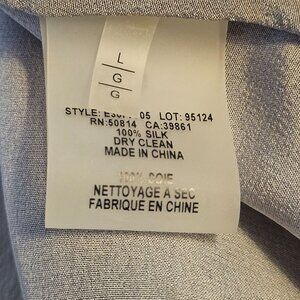 L
G
G
STYLE: 05 LOT: 95124
RN:50814 CA:39861
100% SILK
DRY CLEAN
MADE IN CHINA
SOIE
NETTOYAGE A SEC
FABRIQUE EN CHINE